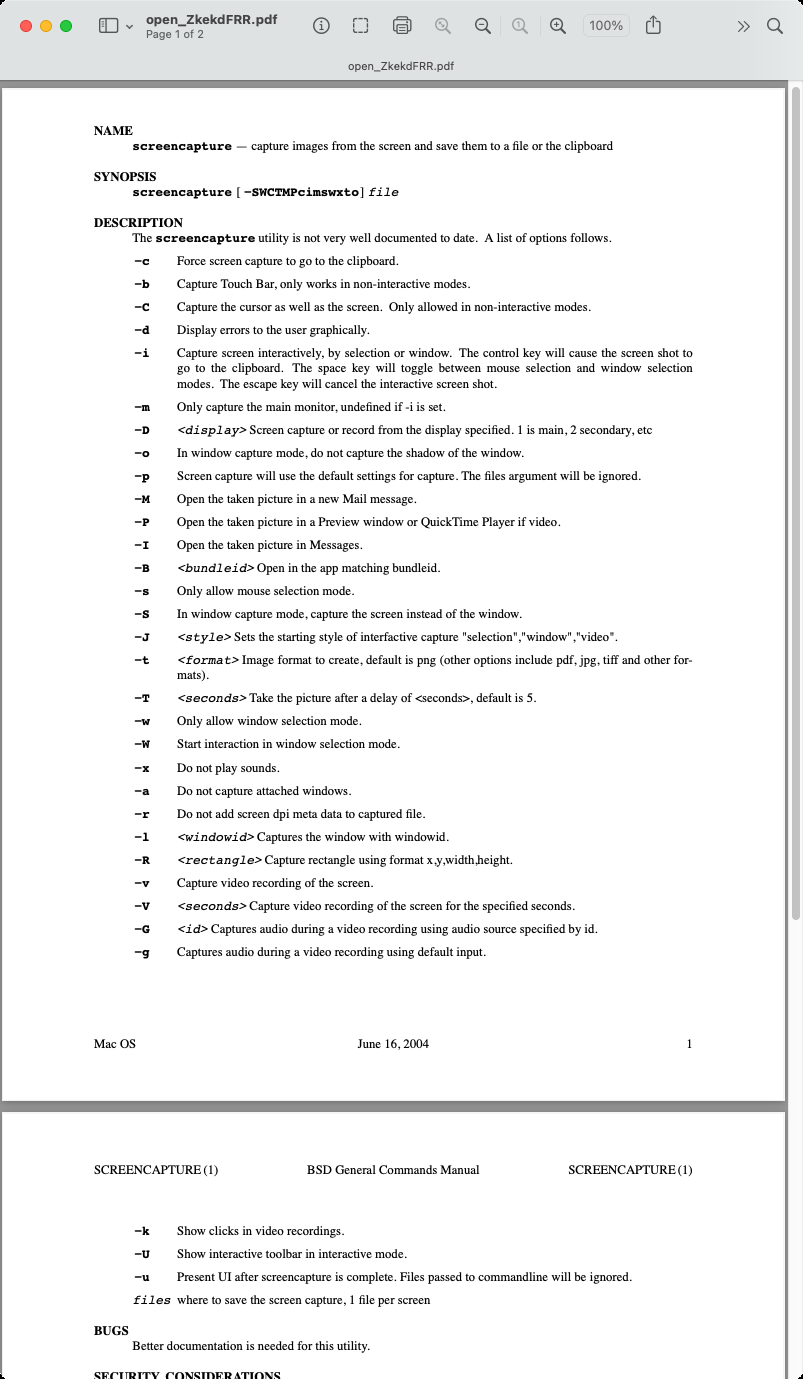 open_ZkekdFRR.pdf
Page 1 of 2
100%
open_ZkekdFRR.pdf
NAME
screencapture — capture images from the screen and save them to a file or the clipboard
SYNOPSIS
screencapture [-SWCTMPcimswxto] file
DESCRIPTION
The screencapture utility is not very well documented to date. A list of options follows.
-c Force screen capture to go to the clipboard.
-b Capture Touch Bar, only works in non-interactive modes.
-C Capture the cursor as well as the screen. Only allowed in non-interactive modes.
-d Display errors to the user graphically.
-i Capture screen interactively, by selection or window. The control key will cause the screen shot to
go to the clipboard. The space key will toggle between mouse selection and window selection
modes. The escape key will cancel the interactive screen shot.
-m Only capture the main monitor, undefined if -i is set.
-D <display> Screen capture or record from the display specified. 1 is main, 2 secondary, etc
-o In window capture mode, do not capture the shadow of the window.
-p Screen capture will use the default settings for capture. The files argument will be ignored.
-M Open the taken picture in a new Mail message.
-P Open the taken picture in a Preview window or QuickTime Player if video.
-I Open the taken picture in Messages.
-B <bundleid> Open in the app matching bundleid.
-s Only allow mouse selection mode.
-S In window capture mode, capture the screen instead of the window.
-J <style> Sets the starting style of interfactive capture "selection","window","video".
-t <format> Image format to create, default is png (other options include pdf, jpg, tiff and other for-
mats).
-T <seconds> Take the picture after a delay of <seconds>, default is 5.
-w Only allow window selection mode.
-W Start interaction in window selection mode.
-x Do not play sounds.
-a Do not capture attached windows.
-r Do not add screen dpi meta data to captured file.
-l <windowid> Captures the window with windowid.
-R <rectangle> Capture rectangle using format x,y,width,height.
-v Capture video recording of the screen.
-V <seconds> Capture video recording of the screen for the specified seconds.
-G <id> Captures audio during a video recording using audio source specified by id.
-g Captures audio during a video recording using default input.
Mac OS June 16, 2004 1
SCREENCAPTURE(1) BSD General Commands Manual SCREENCAPTURE(1)
-k Show clicks in video recordings.
-U Show interactive toolbar in interactive mode.
-u Present UI after screencapture is complete. Files passed to commandline will be ignored.
files where to save the screen capture, 1 file per screen
BUGS
Better documentation is needed for this utility.
SECURITY CONSIDERATIONS